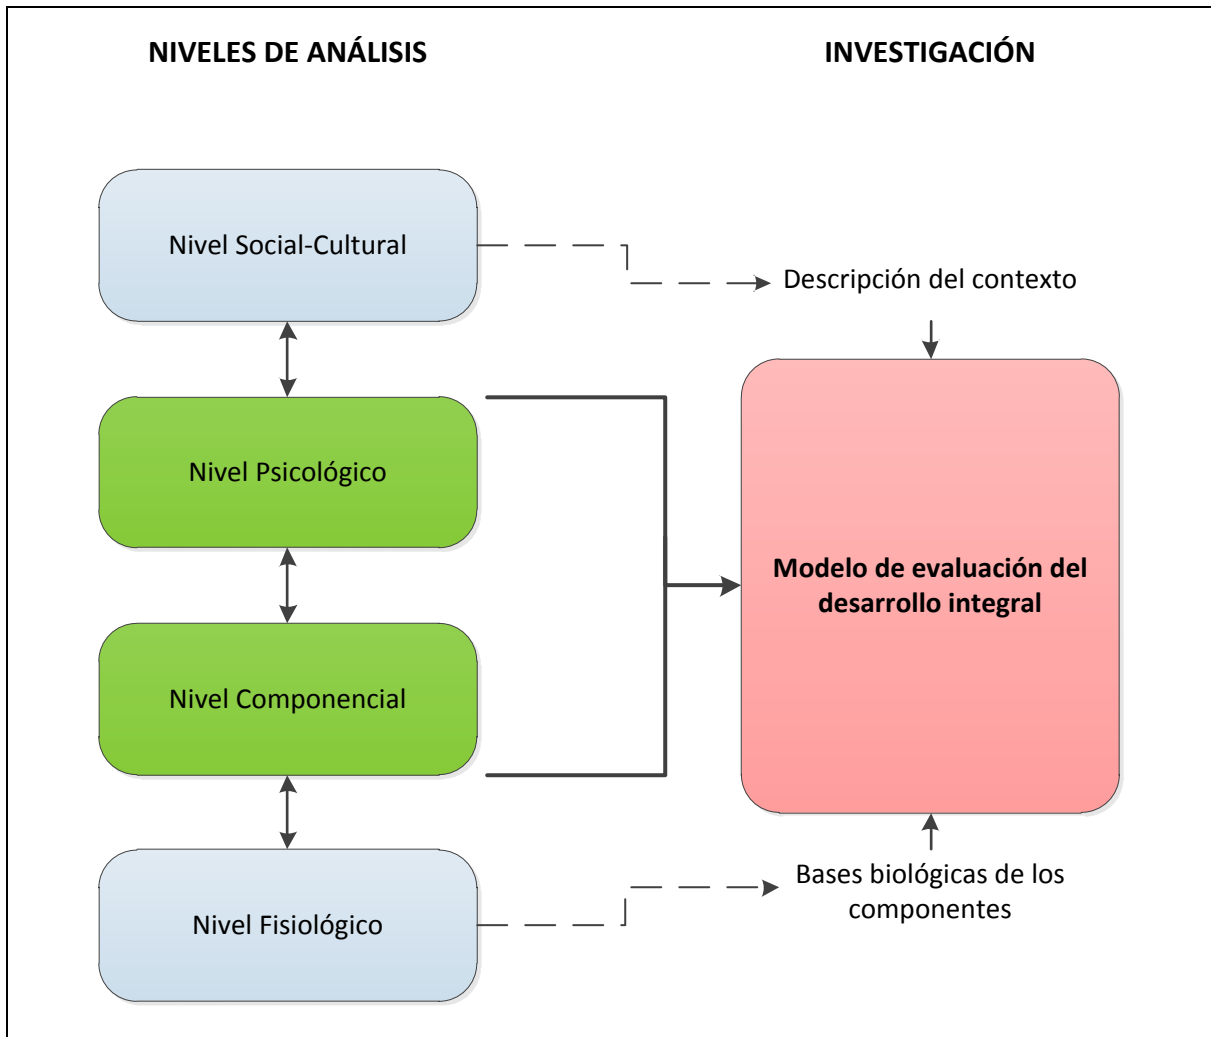 NIVELES DE ANÁLISIS
INVESTIGACIÓN
Nivel Social-Cultural
Descripción del contexto
Nivel Psicológico
Modelo de evaluación del
desarrollo integral
Nivel Componencial
Bases biológicas de los
componentes
Nivel Fisiológico